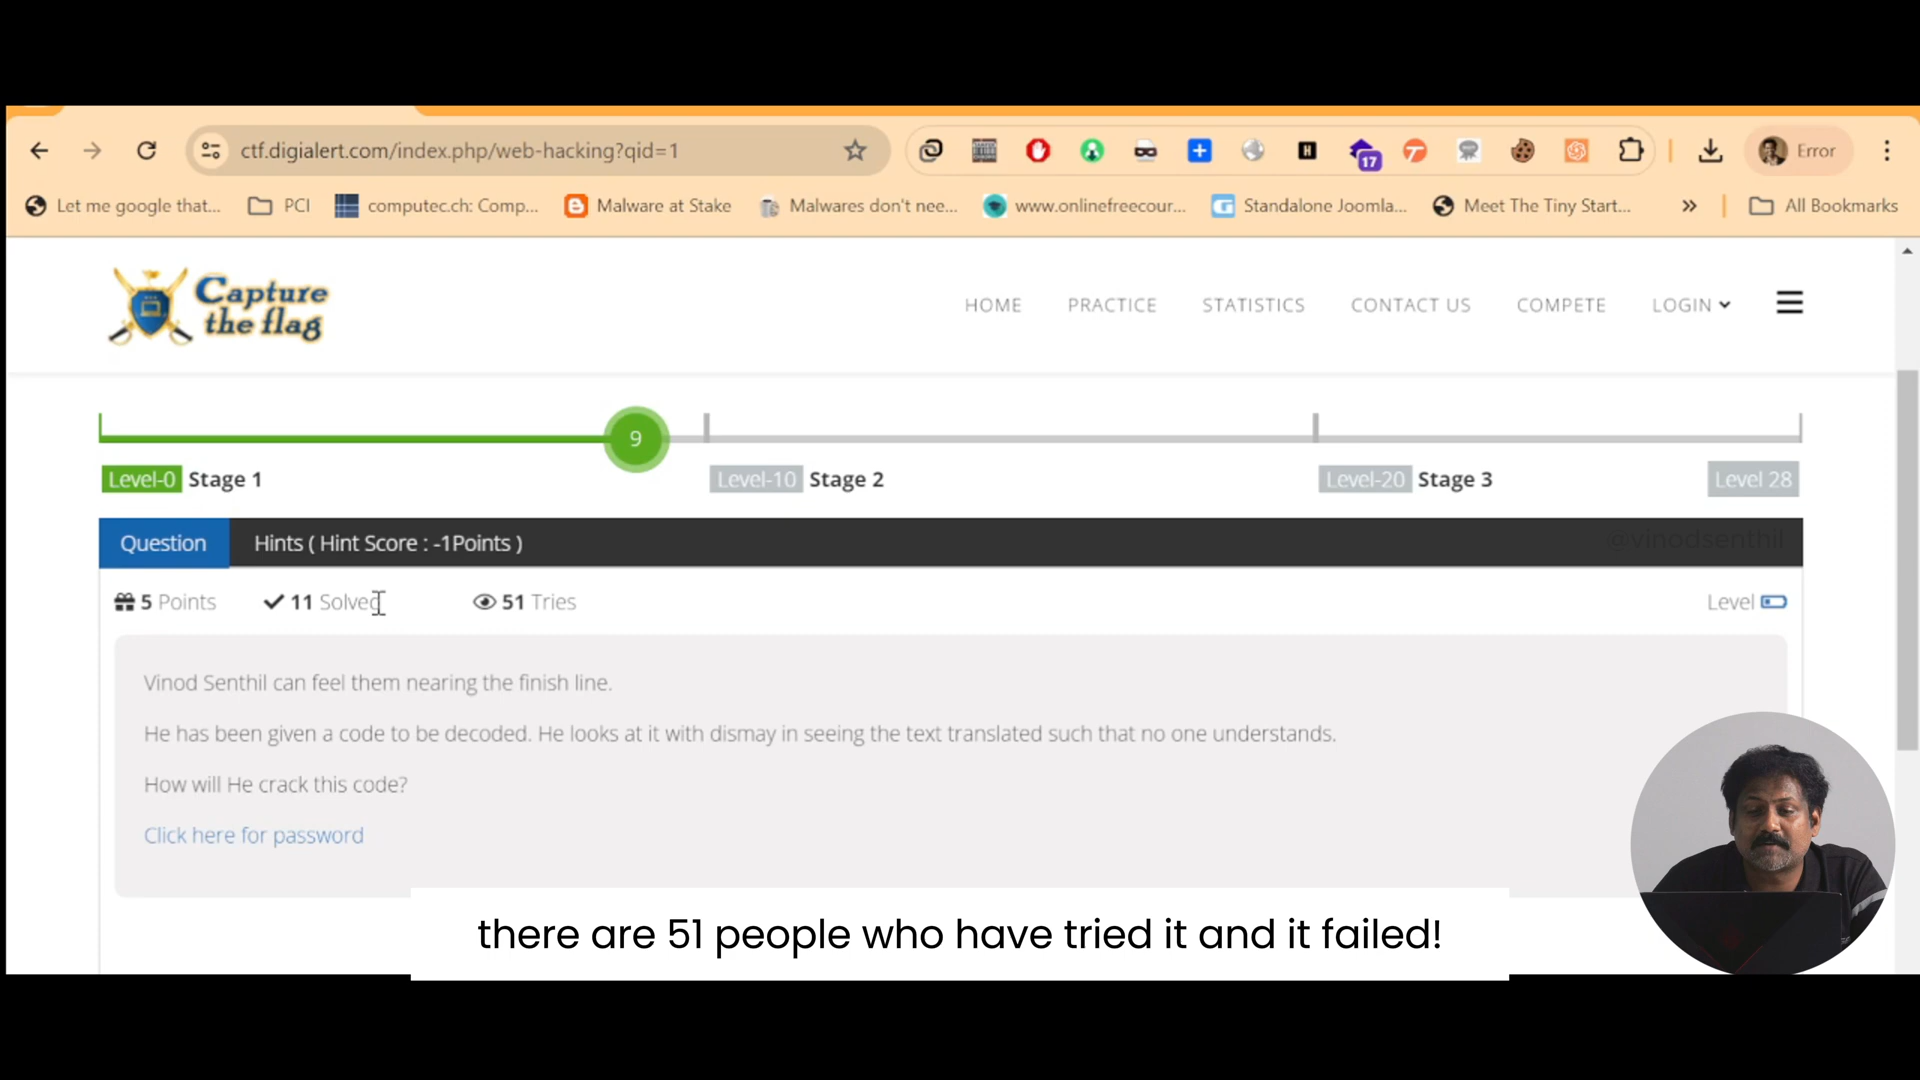 ctf.digialert.com/index.php/web-hacking?qid=1
17
Error
Let me google that...
PCI
computec.ch: Comp...
Malware at Stake
Malwares don't nee...
www.onlinefreecour...
Standalone Joomla...
Meet The Tiny Start...
All Bookmarks
Capture
the flag
HOME
PRACTICE
STATISTICS
CONTACT US
COMPETE
LOGIN
9
Level-0 Stage 1
Level-10 Stage 2
Level-20 Stage 3
Level 28
Question
Hints ( Hint Score : -1Points )
@vinodsenthil
5 Points
11 Solved
51 Tries
Level
Vinod Senthil can feel them nearing the finish line.
He has been given a code to be decoded. He looks at it with dismay in seeing the text translated such that no one understands.
How will He crack this code?
Click here for password
there are 51 people who have tried it and it failed!